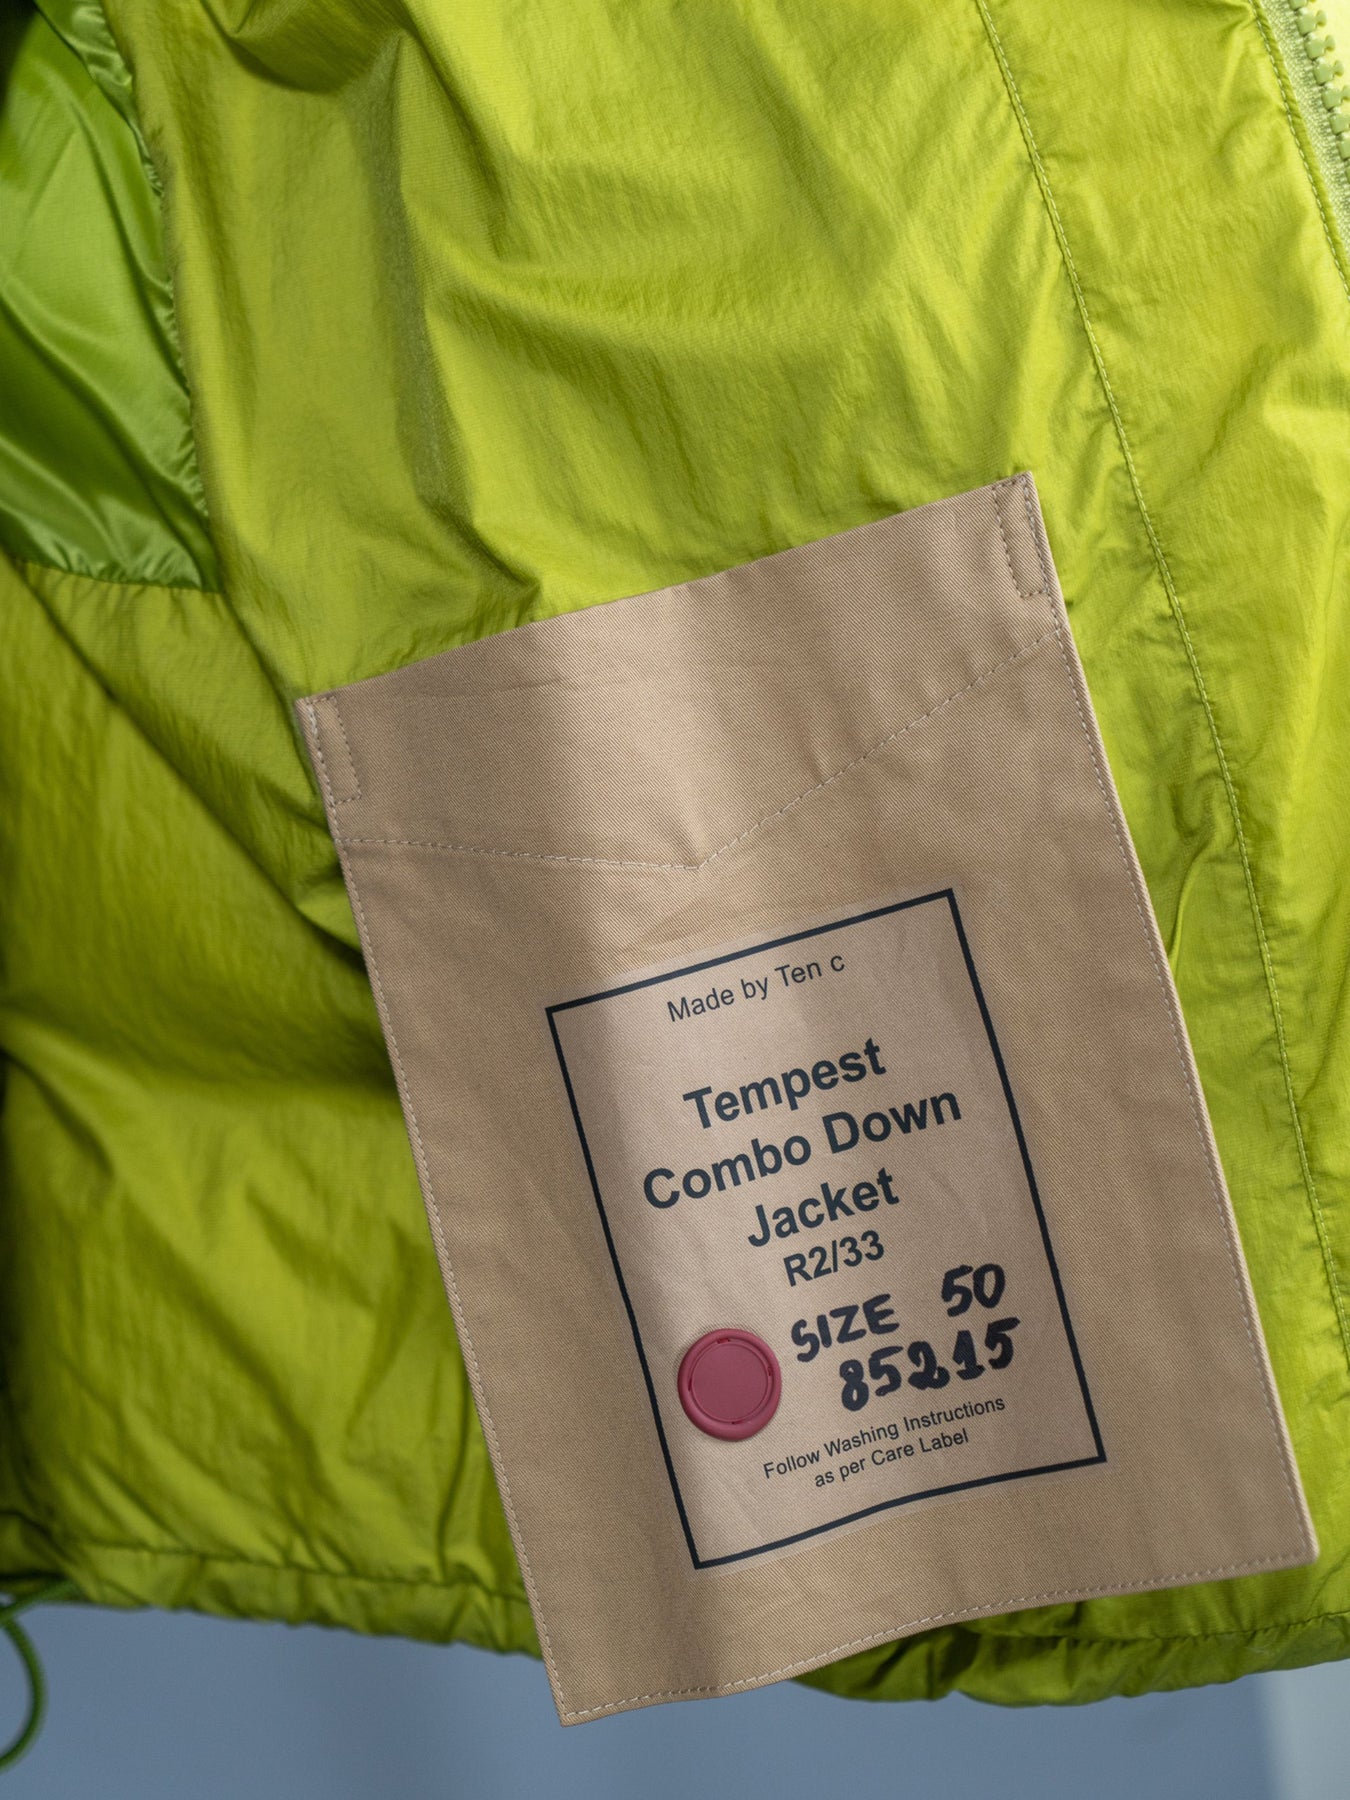 Made by Ten c
Tempest
Combo Down
Jacket
R2/33
SIZE 50
85215
Follow Washing Instructions
as per Care Label